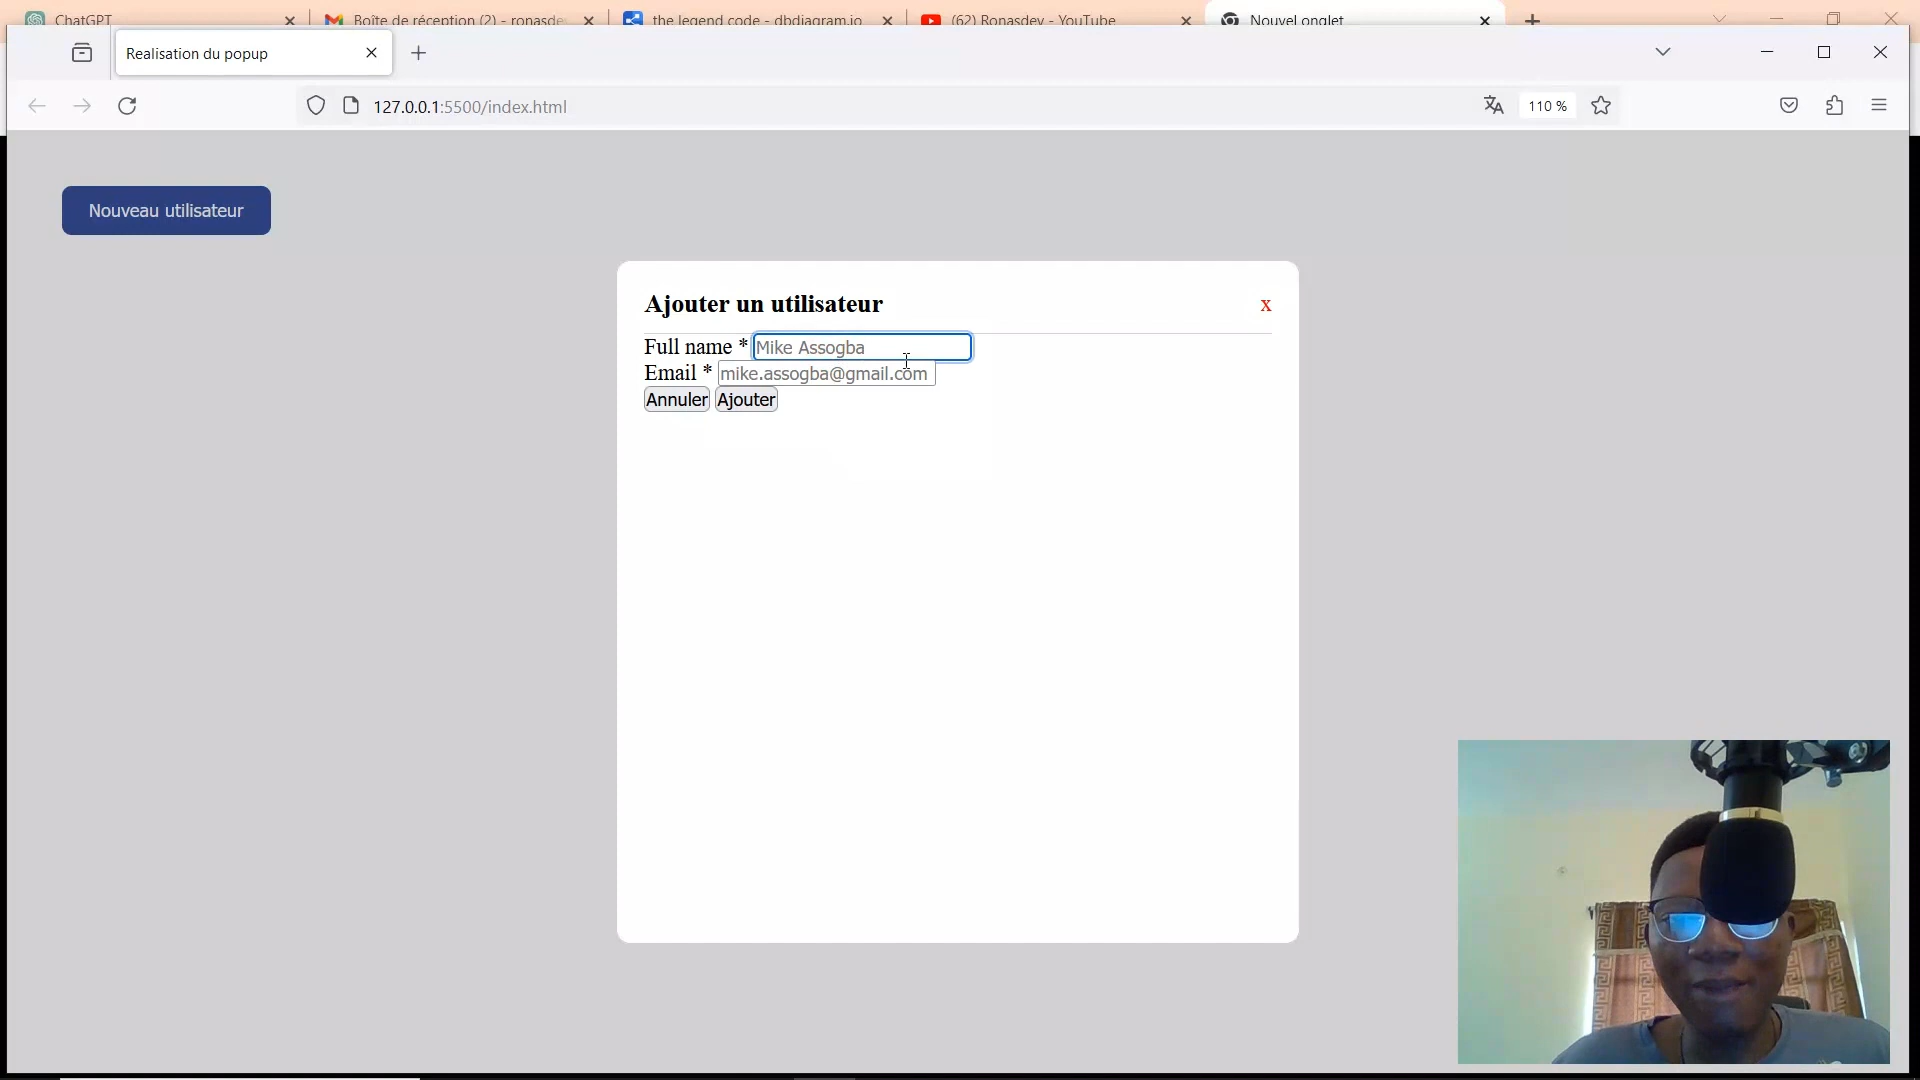 ChatGPT
Boîte de réception (2) - ronasde
the legend code - dbdiagram.io
(62) Ronasdev - YouTube
Nouvel onglet
Realisation du popup
127.0.0.1:5500/index.html
110 %
Nouveau utilisateur
Ajouter un utilisateur
x
Full name * Mike Assogba
Email * mike.assogba@gmail.com
Annuler Ajouter